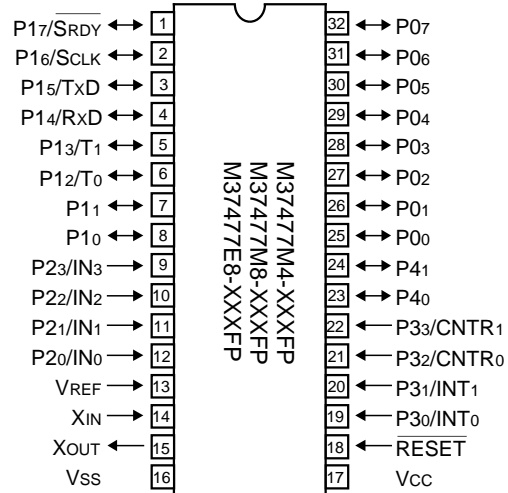 P17/SRDY 1 32 P07
P16/SCLK 2 31 P06
P15/TXD 3 30 P05
P14/RXD 4 29 P04
P13/T1 5 28 P03
P12/T0 6 27 P02
P11 7 26 P01
P10 8 25 P00
P23/IN3 9 24 P41
P22/IN2 10 23 P40
P21/IN1 11 22 P33/CNTR1
P20/IN0 12 21 P32/CNTR0
VREF 13 20 P31/INT1
XIN 14 19 P30/INT0
XOUT 15 18 RESET
VSS 16 17 VCC
M37477M4-XXXFP
M37477M8-XXXFP
M37477E8-XXXFP